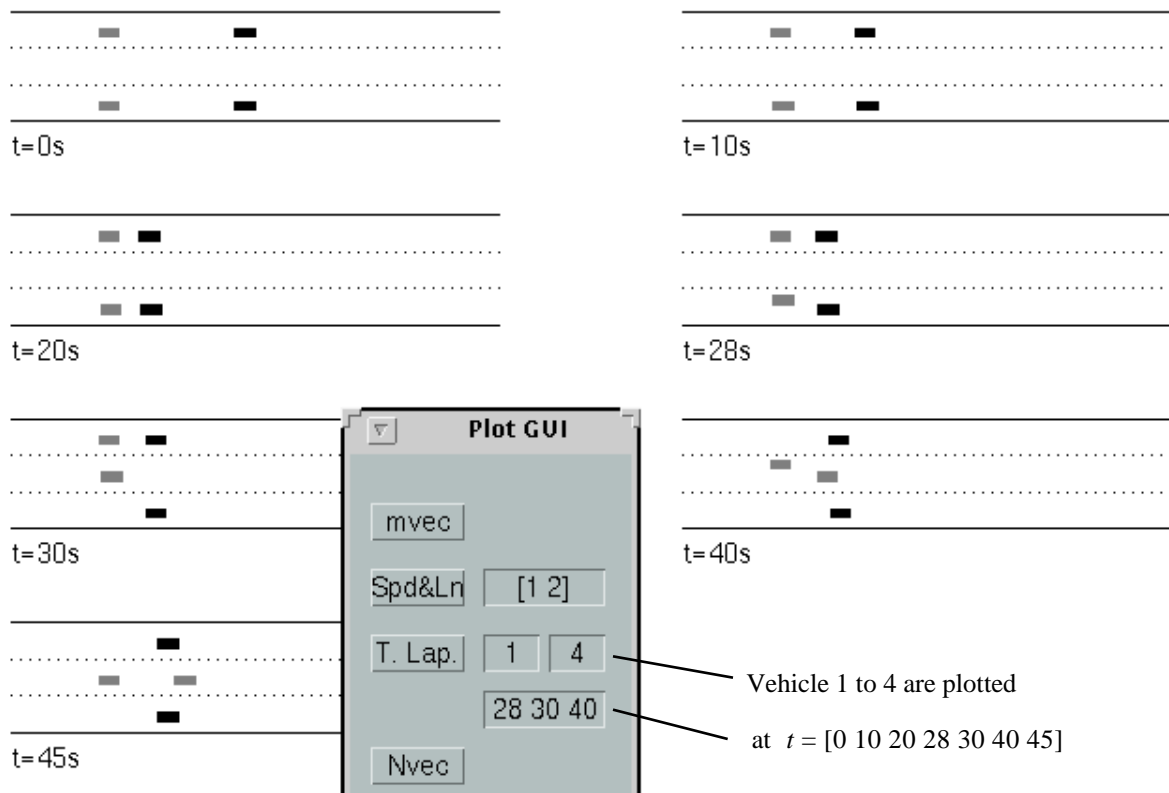 t=0s
t=10s
t=20s
t=28s
t=30s
t=40s
t=45s
Plot GUI
mvec
Spd&Ln [1 2]
T. Lap. 1 4
28 30 40
Nvec
Vehicle 1 to 4 are plotted
at t = [0 10 20 28 30 40 45]